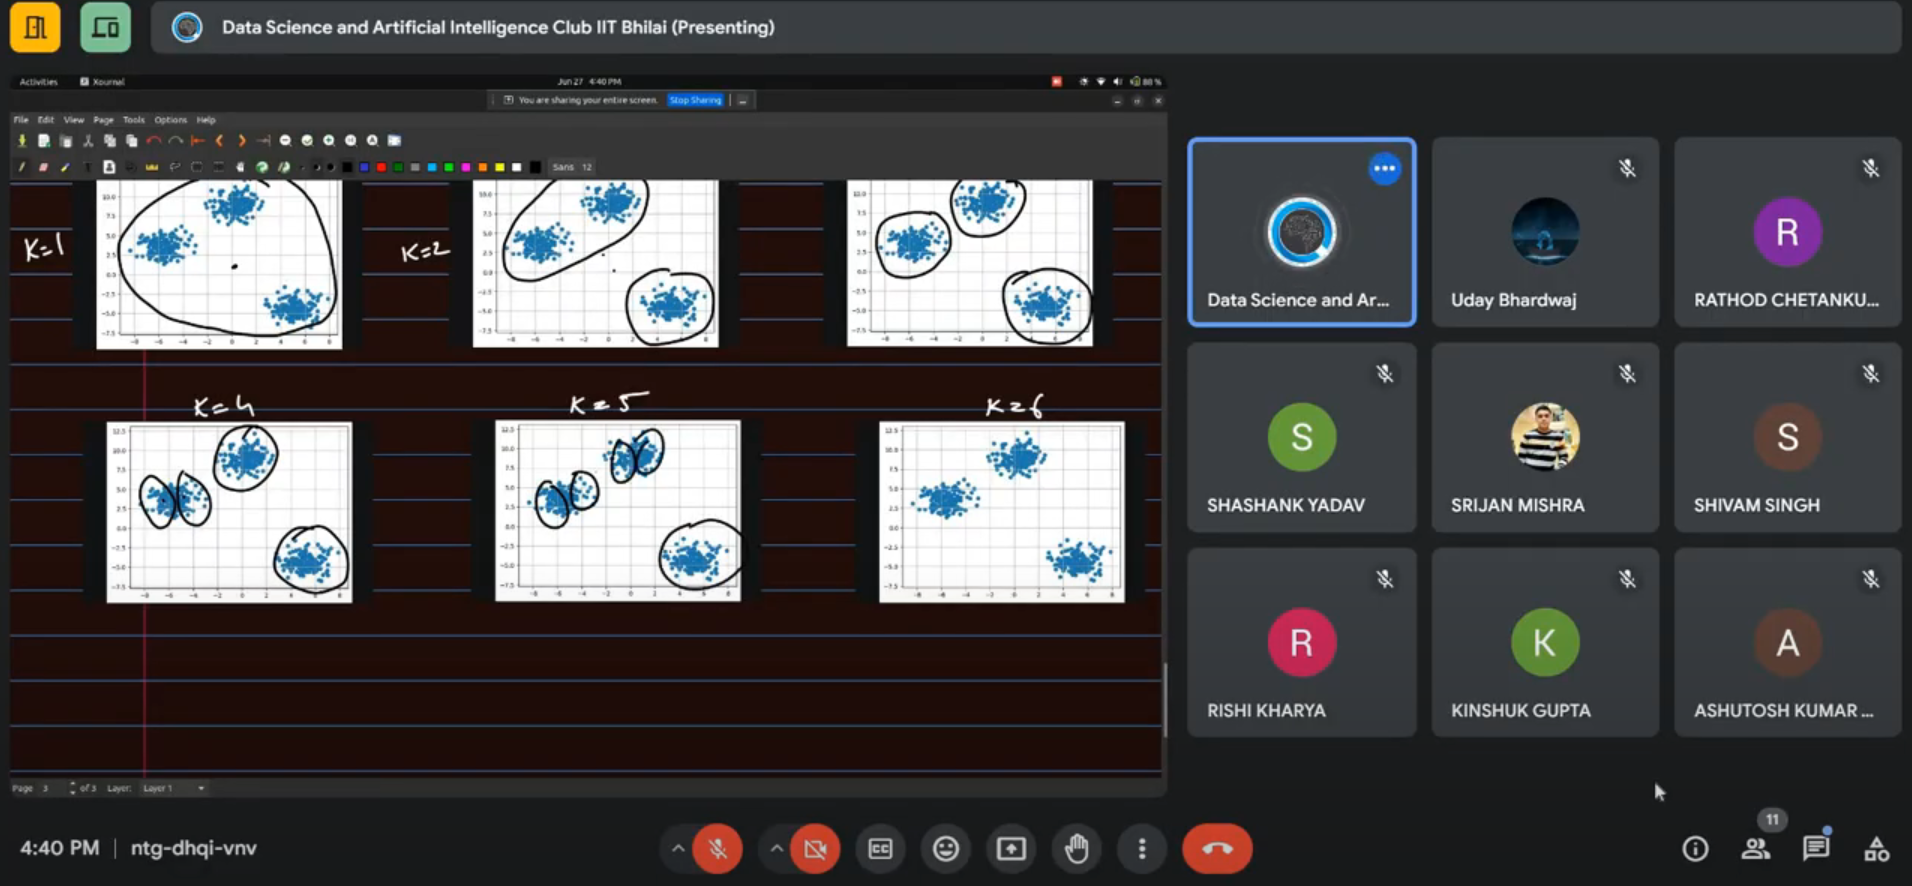 Data Science and Artificial Intelligence Club IIT Bhilai (Presenting)
Activities Xournal Jun 27 4:40 PM 80 %
You are sharing your entire screen. Stop Sharing
File Edit View Page Tools Options Help
Sans 12
K=1
K=2
K=4
K=5
K=6
Page 3 of 3 Layer: Layer 1
Data Science and Ar...
Uday Bhardwaj
R
RATHOD CHETANKU...
S
SHASHANK YADAV
SRIJAN MISHRA
S
SHIVAM SINGH
R
RISHI KHARYA
K
KINSHUK GUPTA
A
ASHUTOSH KUMAR ...
4:40 PM | ntg-dhqi-vnv
CC
11